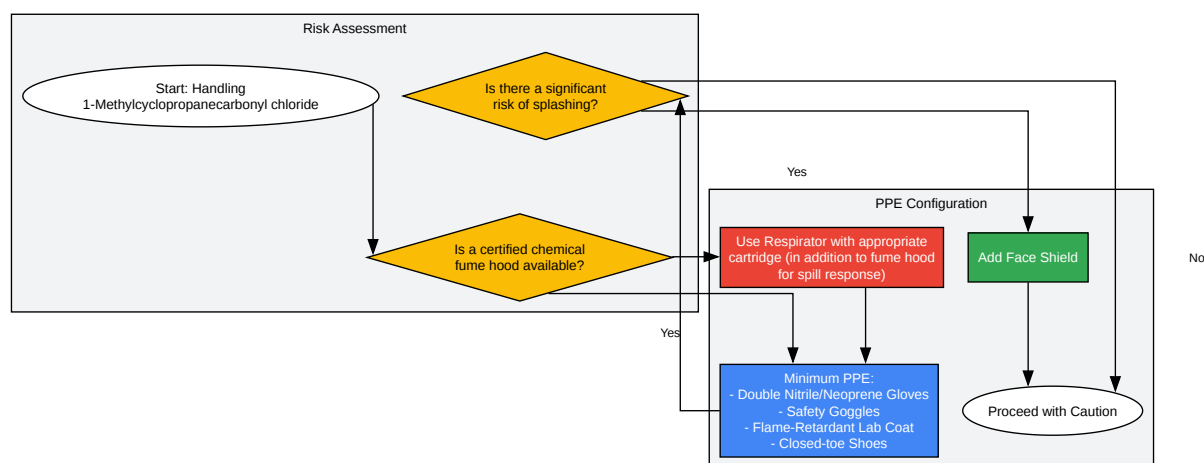 Risk Assessment
Start: Handling
1-Methylcyclopropanecarbonyl chloride
Is there a significant
risk of splashing?
Yes
PPE Configuration
Is a certified chemical
fume hood available?
Use Respirator with appropriate
cartridge (in addition to fume hood
for spill response)
Add Face Shield
No
Yes
Minimum PPE:
- Double Nitrile/Neoprene Gloves
- Safety Goggles
- Flame-Retardant Lab Coat
- Closed-toe Shoes
Proceed with Caution